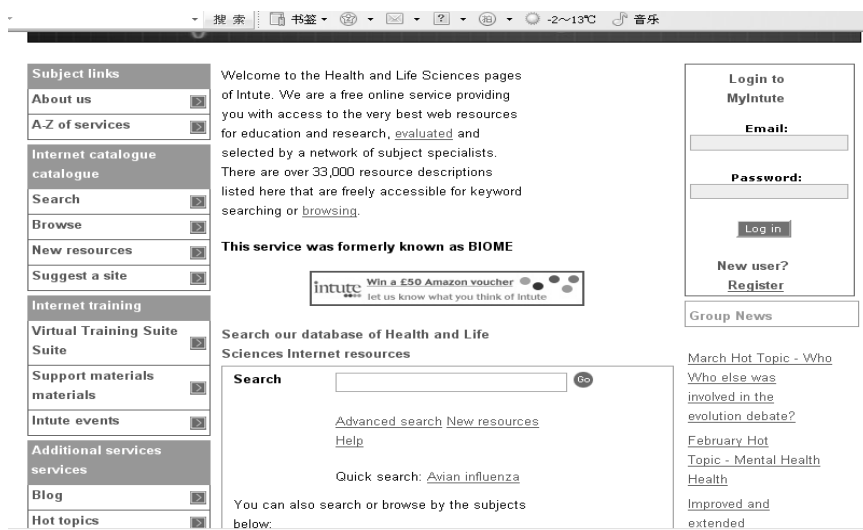 搜索 书签 -2～13℃ 音乐
Subject links
About us
A-Z of services
Internet catalogue
catalogue
Search
Browse
New resources
Suggest a site
Internet training
Virtual Training Suite
Suite
Support materials
materials
Intute events
Additional services
services
Blog
Hot topics
Welcome to the Health and Life Sciences pages
of Intute. We are a free online service providing
you with access to the very best web resources
for education and research, evaluated and
selected by a network of subject specialists.
There are over 33,000 resource descriptions
listed here that are freely accessible for keyword
searching or browsing.
This service was formerly known as BIOME
intute Win a £50 Amazon voucher
let us know what you think of Intute
Search our database of Health and Life
Sciences Internet resources
Search Go
Advanced search New resources
Help
Quick search: Avian influenza
You can also search or browse by the subjects
below:
Login to
MyIntute
Email:
Password:
Log in
New user?
Register
Group News
March Hot Topic - Who
Who else was
involved in the
evolution debate?
February Hot
Topic - Mental Health
Health
Improved and
extended